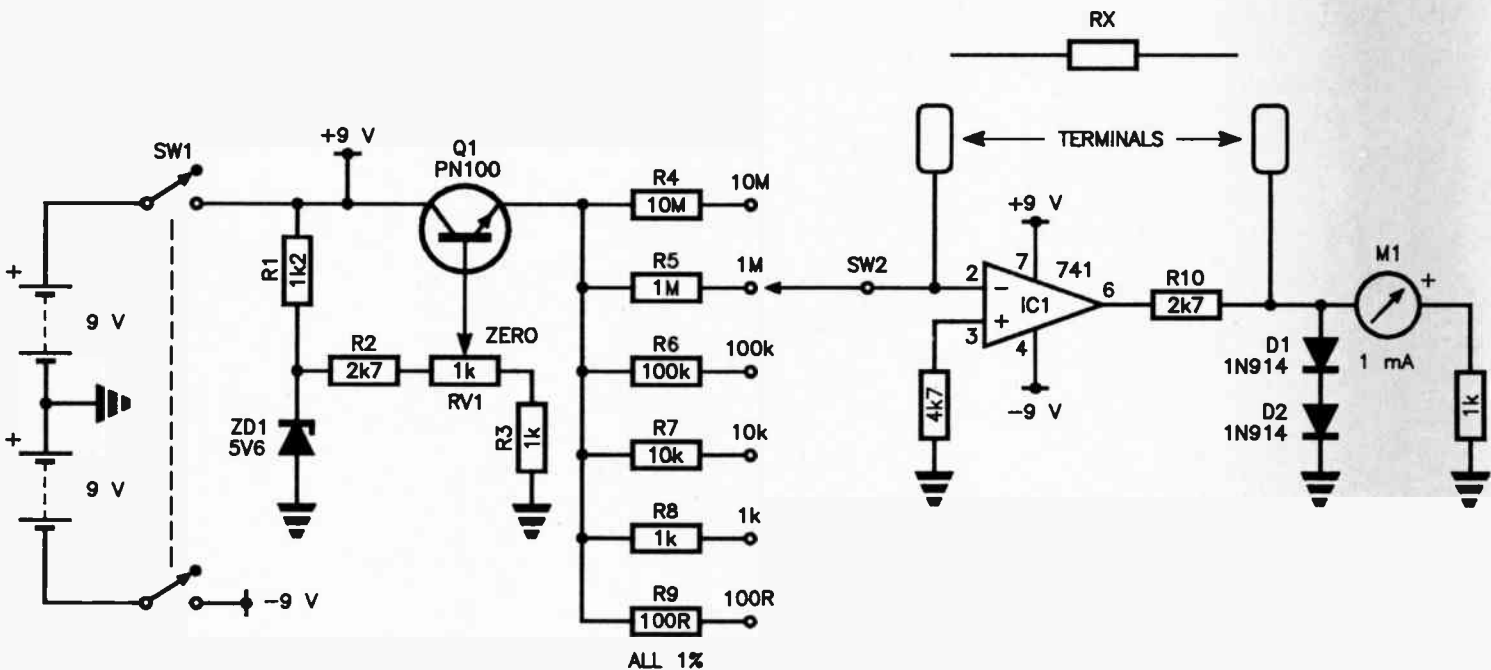 RX
TERMINALS
SW1
+9 V
Q1
PN100
R4
10M
10M
R5
1M
1M
R6
100k
100k
R7
10k
10k
R8
1k
1k
R9
100R
100R
ALL 1%
+
9 V
+
9 V
-9 V
R1
1k2
R2
2k7
ZERO
1k
RV1
R3
1k
ZD1
5V6
SW2
+9 V
741
2
7
−
IC1
+
3
4
6
-9 V
4k7
R10
2k7
D1
1N914
D2
1N914
M1
+
1 mA
1k